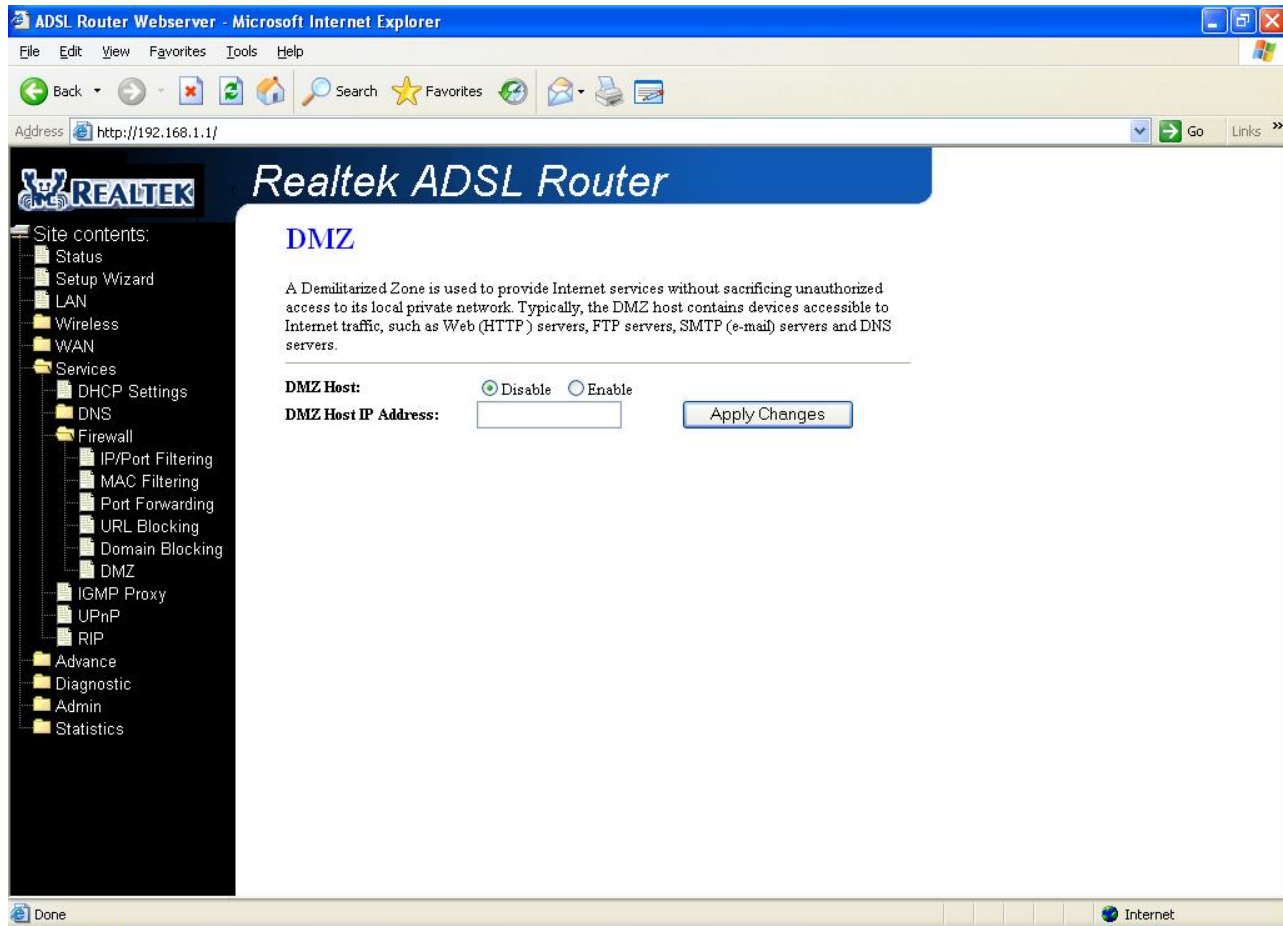 ADSL Router Webserver - Microsoft Internet Explorer
File Edit View Favorites Tools Help
Back Search Favorites
Address http://192.168.1.1/ Go Links »
REALTEK
Realtek ADSL Router
Site contents:
Status
Setup Wizard
LAN
Wireless
WAN
Services
DHCP Settings
DNS
Firewall
IP/Port Filtering
MAC Filtering
Port Forwarding
URL Blocking
Domain Blocking
DMZ
IGMP Proxy
UPnP
RIP
Advance
Diagnostic
Admin
Statistics
DMZ
A Demilitarized Zone is used to provide Internet services without sacrificing unauthorized
access to its local private network. Typically, the DMZ host contains devices accessible to
Internet traffic, such as Web (HTTP ) servers, FTP servers, SMTP (e-mail) servers and DNS
servers.
DMZ Host: Disable Enable
DMZ Host IP Address: Apply Changes
Done Internet